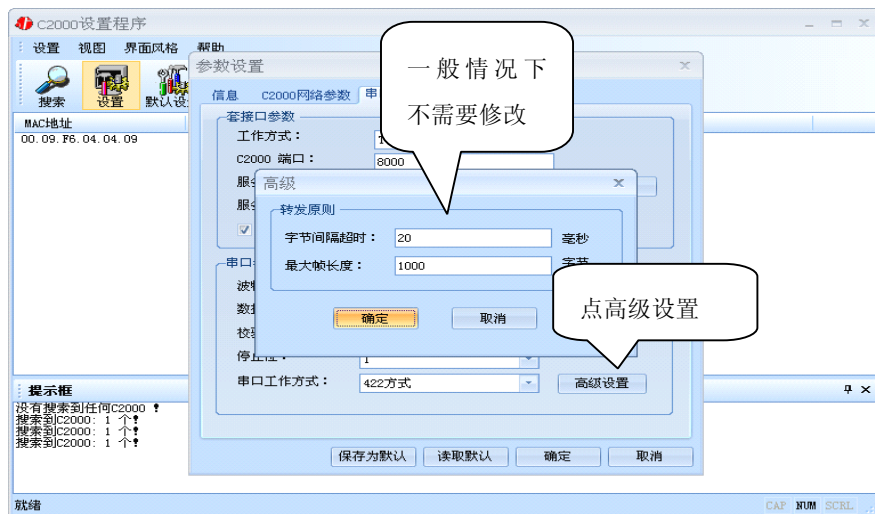 C2000设置程序
设置 视图 界面风格 帮助
搜索 设置
MAC地址
00.09.F6.04.04.09
参数设置
信息 C2000网络参数
套接口参数
工作方式：
C2000 端口： 8000
一般情况下
不需要修改
高级
转发原则
字节间隔超时： 20 毫秒
最大帧长度： 1000 字节
确定 取消
点高级设置
停止位： 1
串口工作方式： 422方式 高级设置
保存为默认 读取默认 确定 取消
提示框
没有搜索到任何C2000 ！
搜索到C2000: 1 个！
搜索到C2000: 1 个！
搜索到C2000: 1 个！
就绪 CAP NUM SCRL